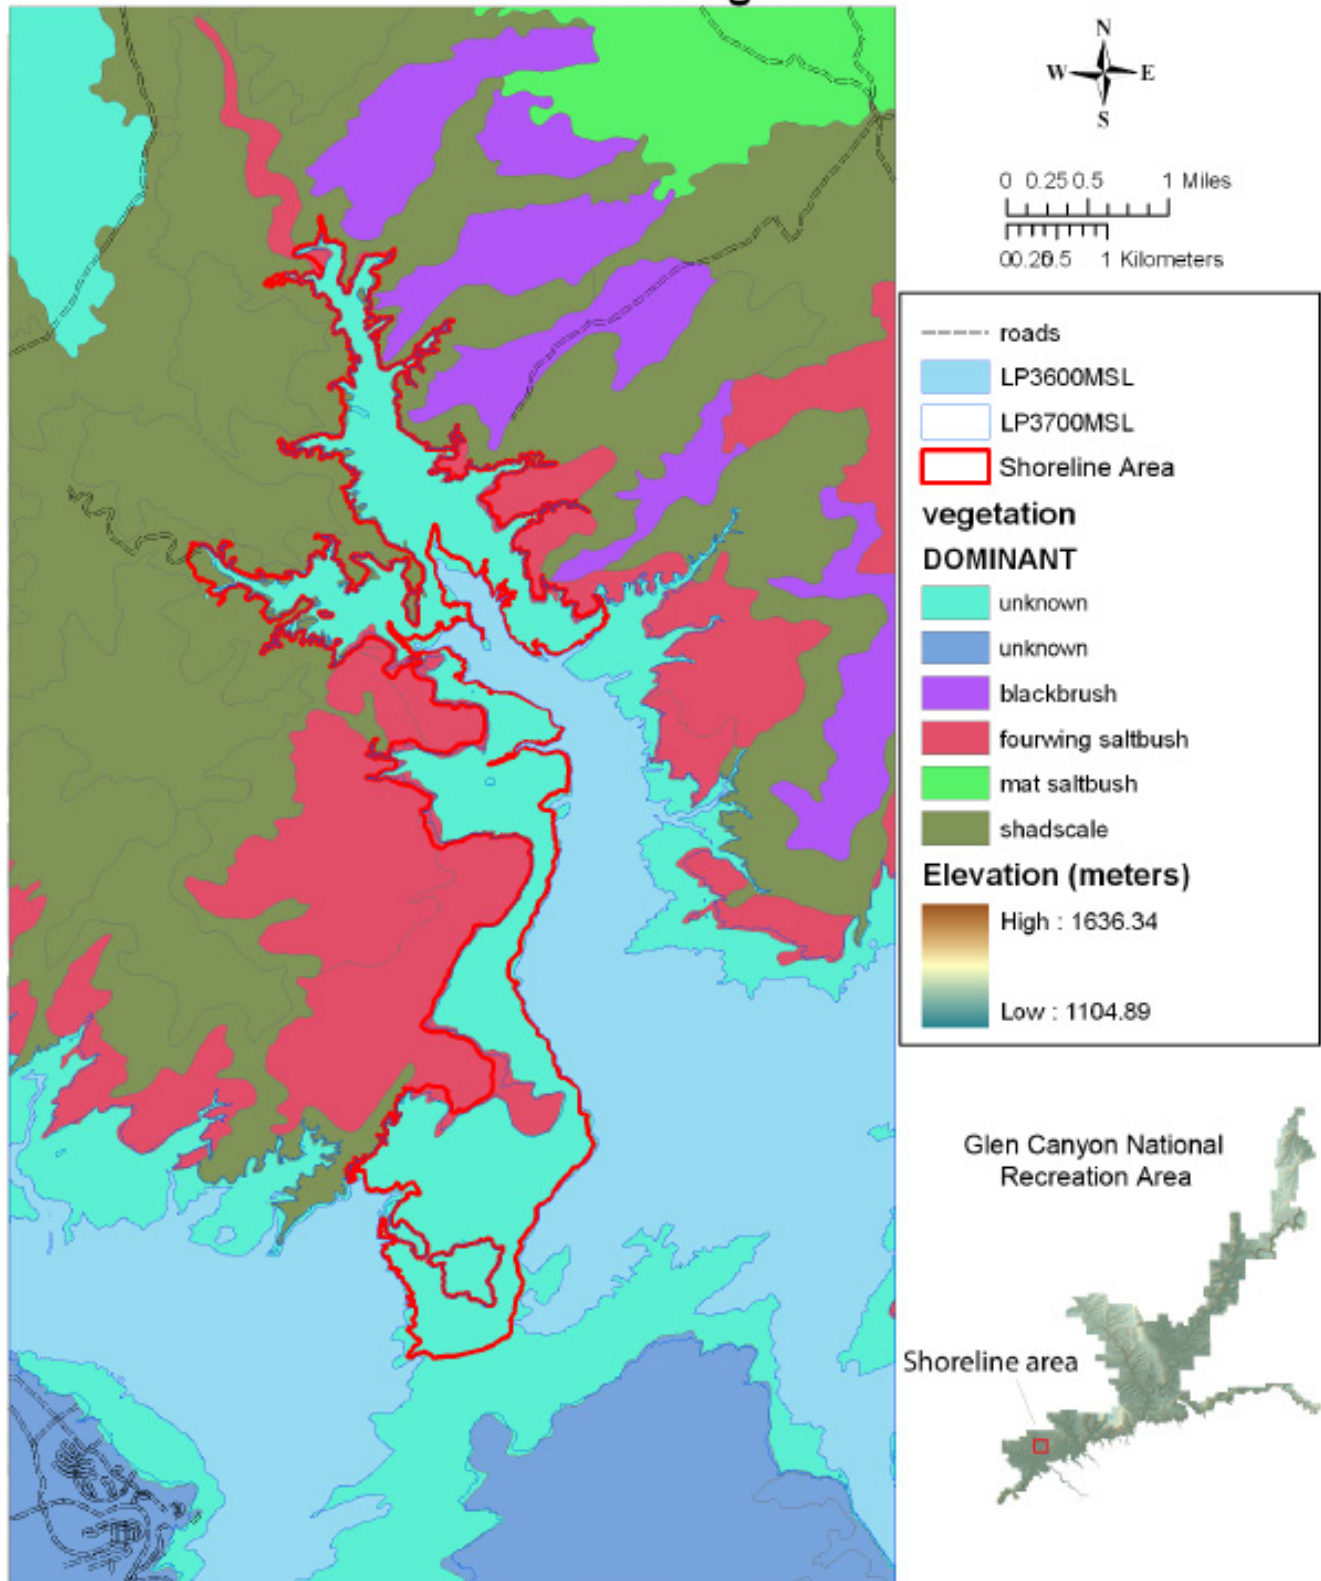 N
W E
S
0 0.25 0.5 1 Miles
1 Kilometers
roads
LP3600MSL
LP3700MSL
Shoreline Area
vegetation
DOMINANT
unknown
unknown
blackbrush
fourwing saltbush
mat saltbush
shadscale
Elevation (meters)
High : 1636.34
Low : 1104.89
Glen Canyon National
Recreation Area
Shoreline area